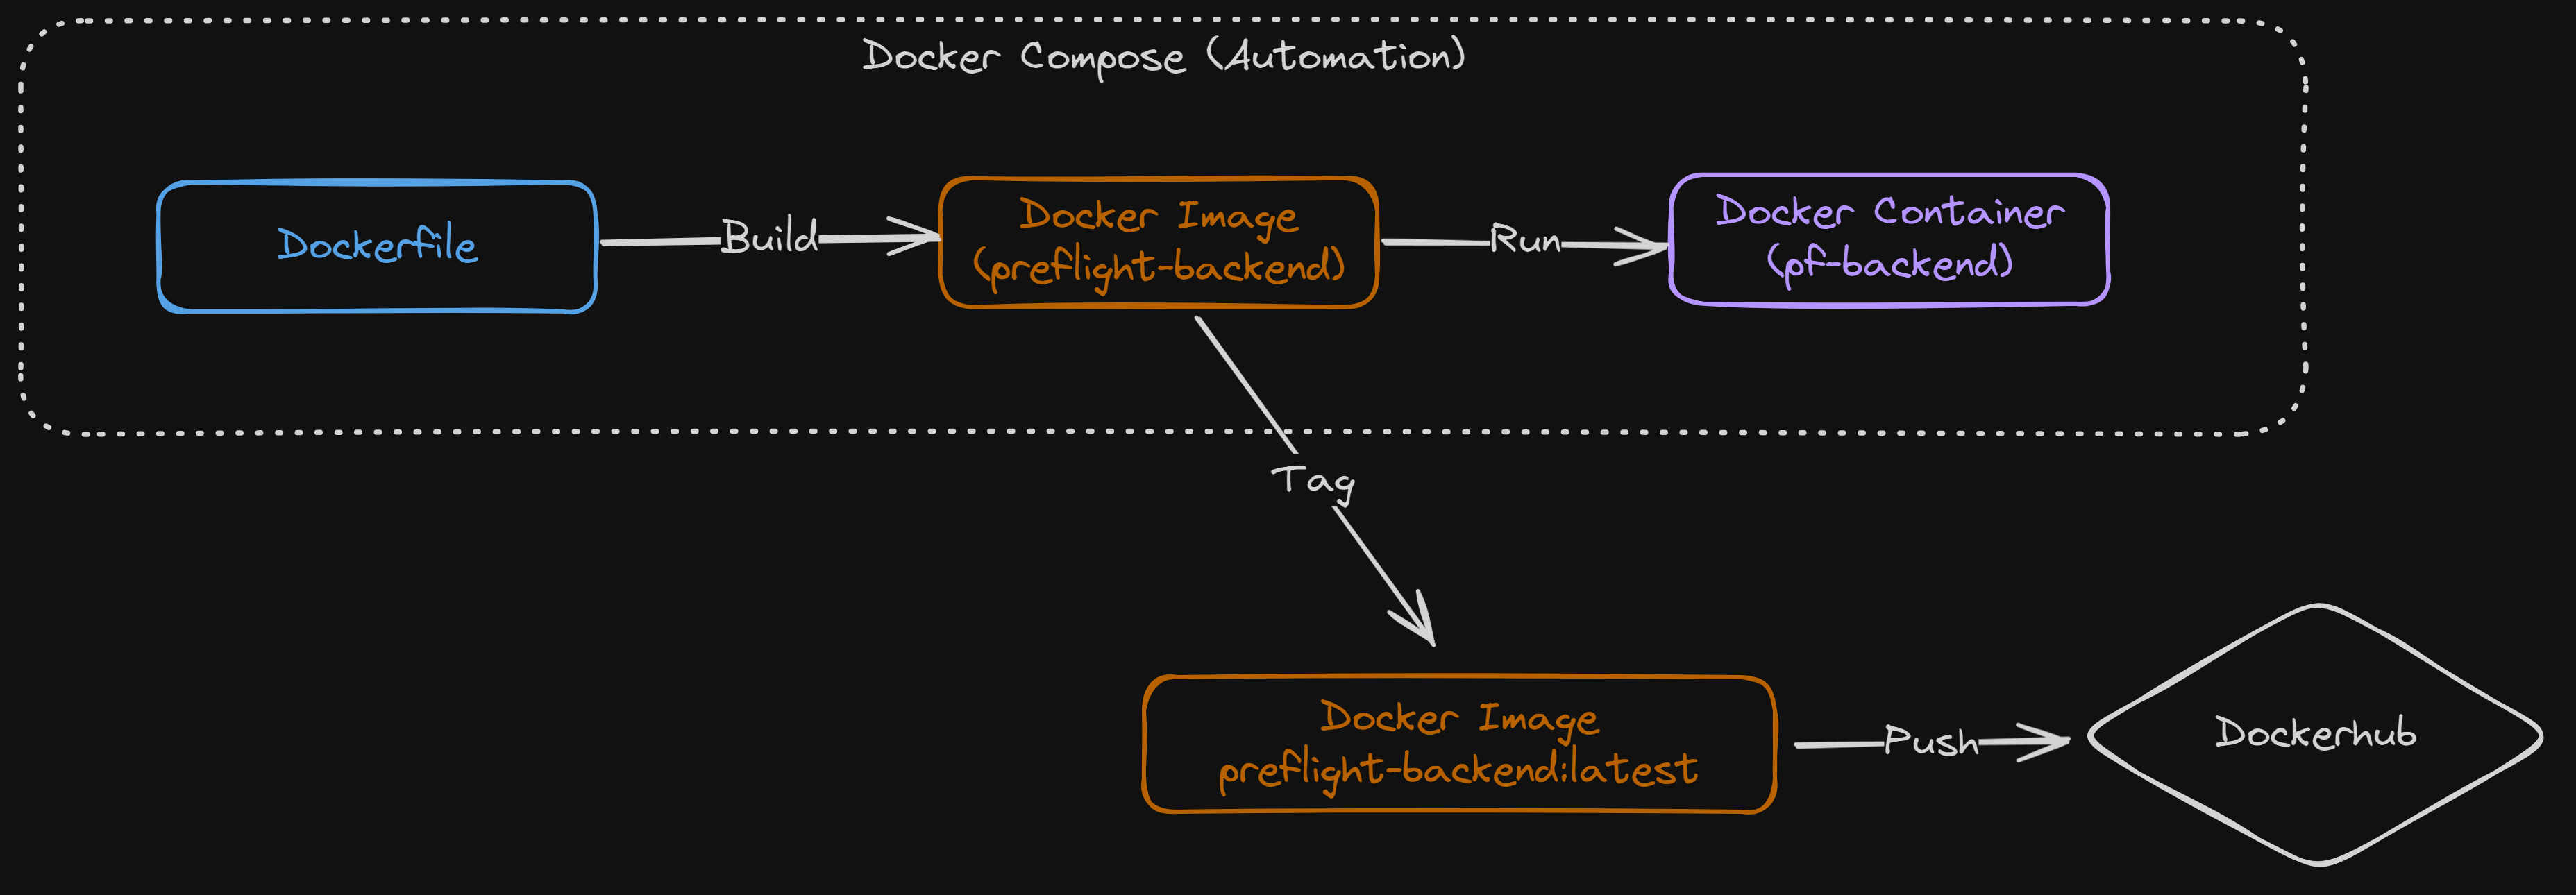 Docker Compose (Automation)
Dockerfile
Build
Docker Image
(preflight-backend)
Run
Docker Container
(pf-backend)
Tag
Docker Image
preflight-backend:latest
Push
Dockerhub